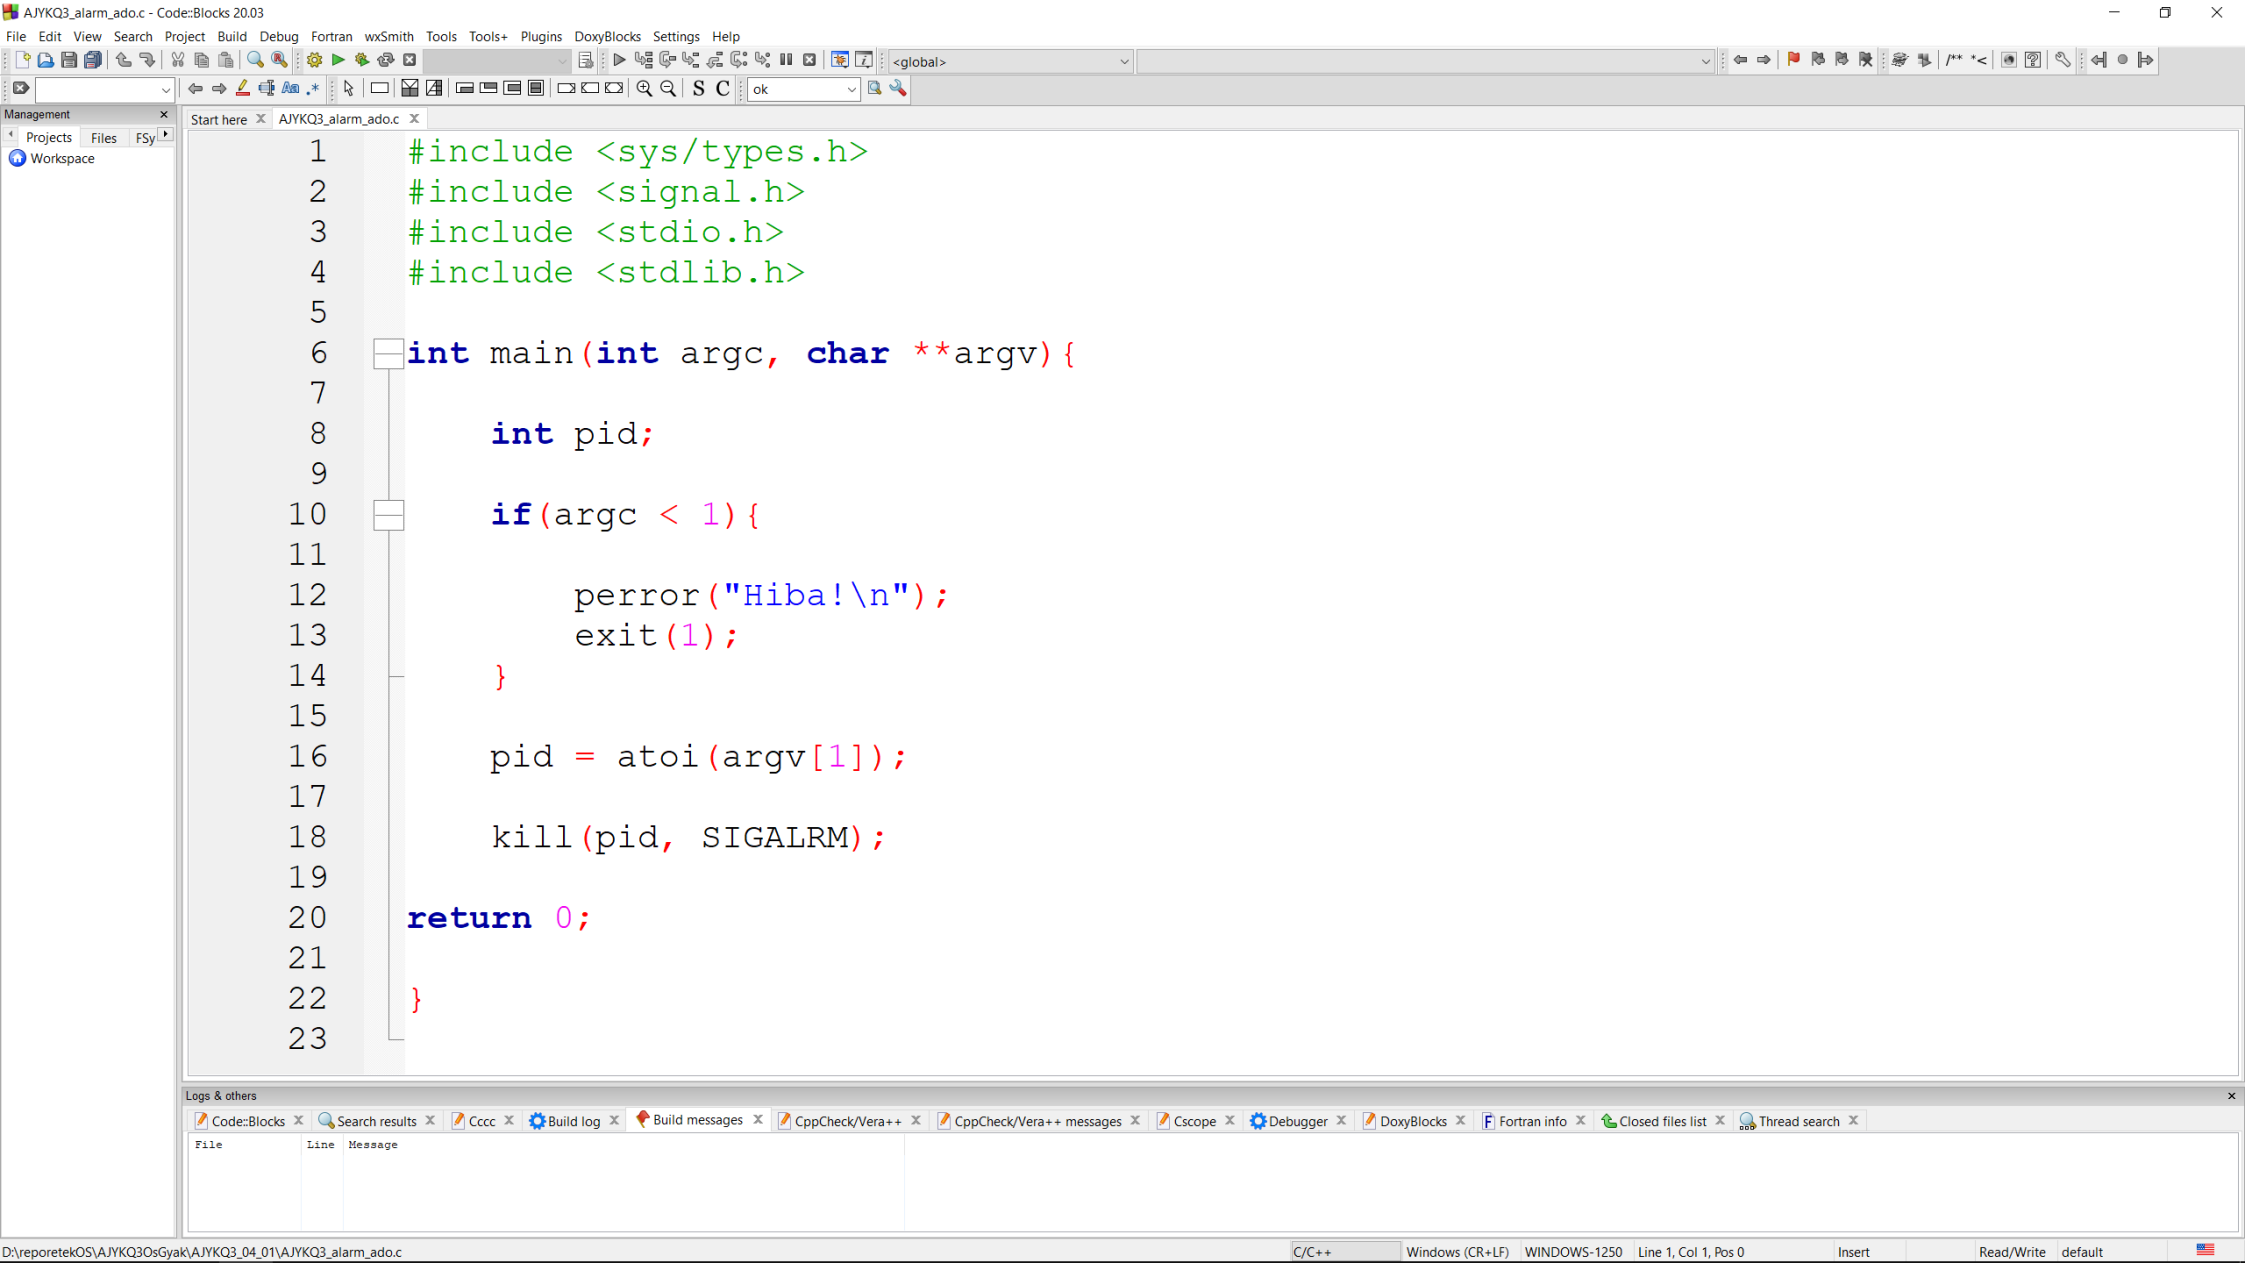 AJYKQ3_alarm_ado.c - Code::Blocks 20.03
File Edit View Search Project Build Debug Fortran wxSmith Tools Tools+ Plugins DoxyBlocks Settings Help
<global>
Aa .* S C ok
/** *<
Management
Projects Files FSy
Workspace
Start here AJYKQ3_alarm_ado.c
1 #include <sys/types.h>
2 #include <signal.h>
3 #include <stdio.h>
4 #include <stdlib.h>
5
6 int main(int argc, char **argv){
7
8 int pid;
9
10 if(argc < 1){
11
12 perror("Hiba!\n");
13 exit(1);
14 }
15
16 pid = atoi(argv[1]);
17
18 kill(pid, SIGALRM);
19
20 return 0;
21
22 }
23
Logs & others
Code::Blocks Search results Cccc Build log Build messages CppCheck/Vera++ CppCheck/Vera++ messages Cscope Debugger DoxyBlocks Fortran info Closed files list Thread search
File Line Message
D:\reporetekOS\AJYKQ3OsGyak\AJYKQ3_04_01\AJYKQ3_alarm_ado.c C/C++ Windows (CR+LF) WINDOWS-1250 Line 1, Col 1, Pos 0 Insert Read/Write default